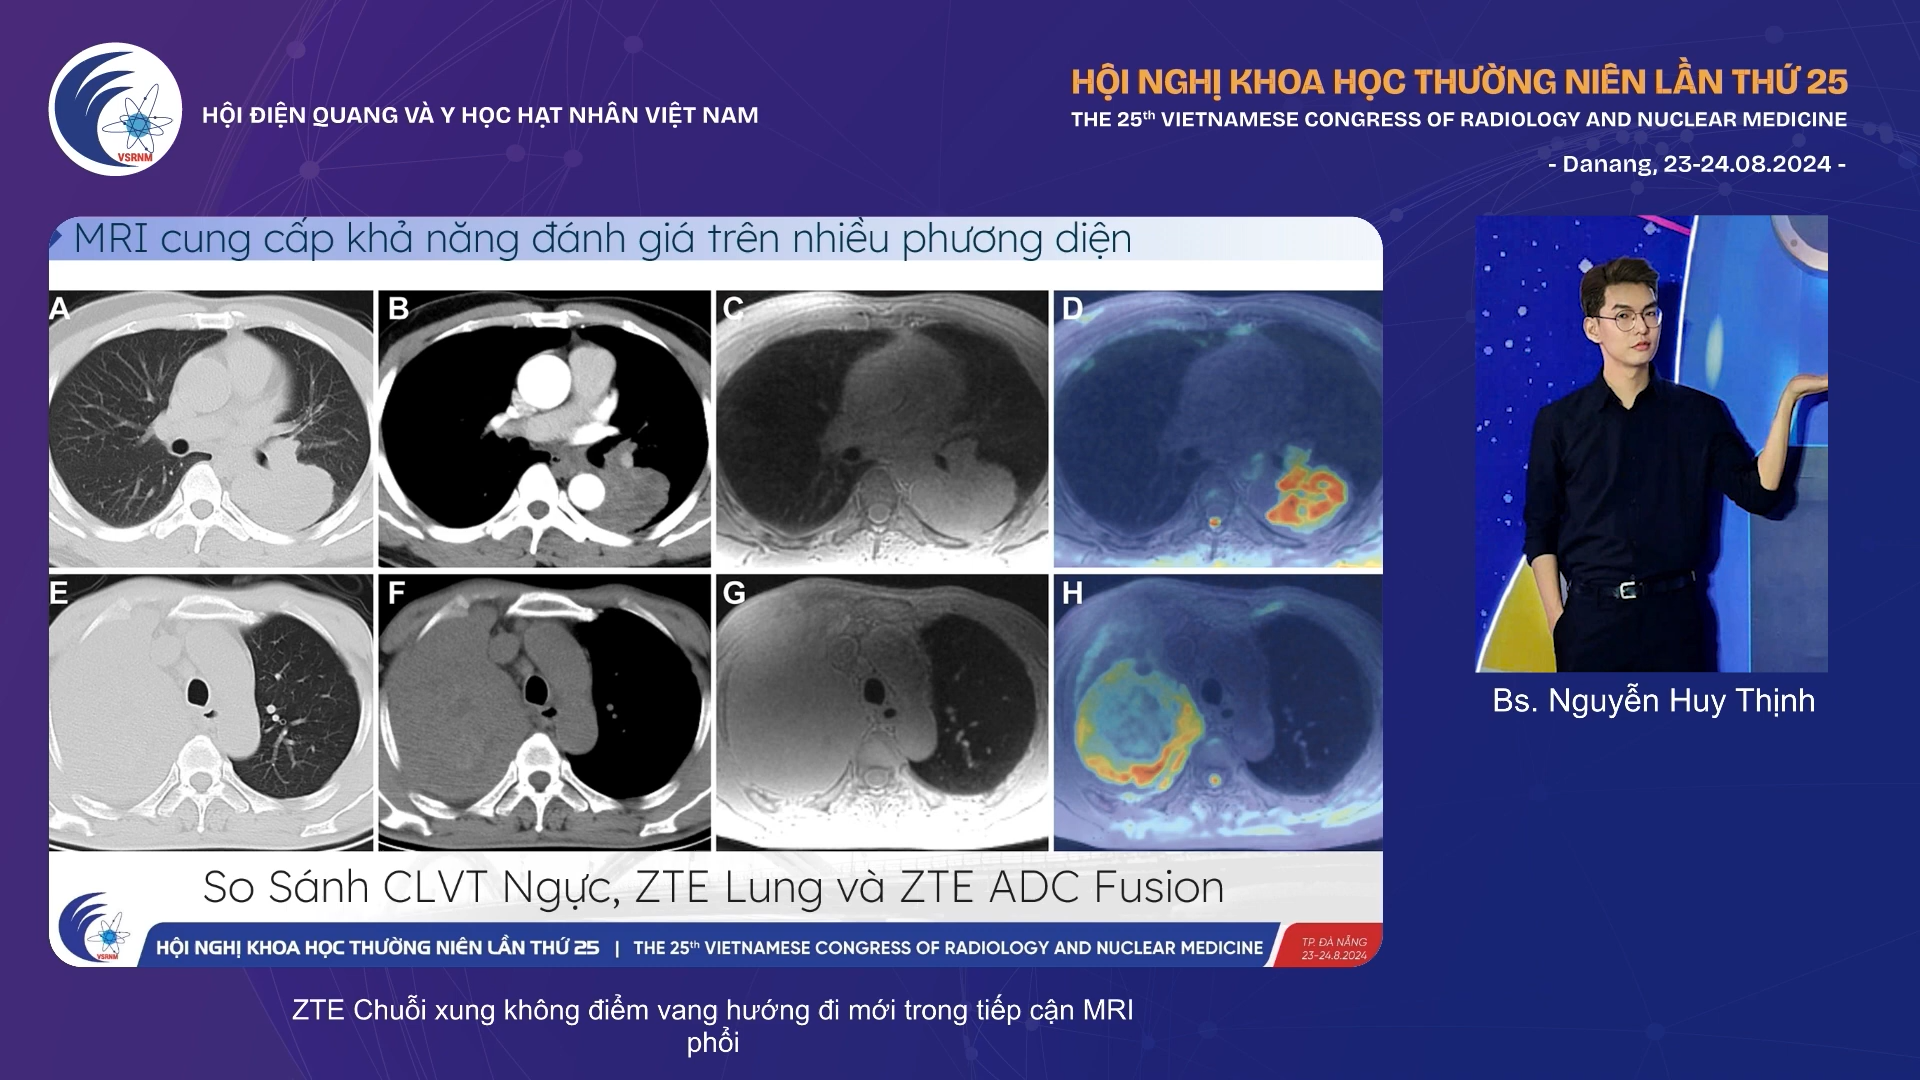 VSRNM
HỘI ĐIỆN QUANG VÀ Y HỌC HẠT NHÂN VIỆT NAM
HỘI NGHỊ KHOA HỌC THƯỜNG NIÊN LẦN THỨ 25
THE 25th VIETNAMESE CONGRESS OF RADIOLOGY AND NUCLEAR MEDICINE
- Danang, 23-24.08.2024 -
MRI cung cấp khả năng đánh giá trên nhiều phương diện
A
B
C
D
E
F
G
H
So Sánh CLVT Ngực, ZTE Lung và ZTE ADC Fusion
VSRNM
HỘI NGHỊ KHOA HỌC THƯỜNG NIÊN LẦN THỨ 25 | THE 25th VIETNAMESE CONGRESS OF RADIOLOGY AND NUCLEAR MEDICINE
TP. ĐÀ NẴNG
23-24.8.2024
Bs. Nguyễn Huy Thịnh
ZTE Chuỗi xung không điểm vang hướng đi mới trong tiếp cận MRI
phổi